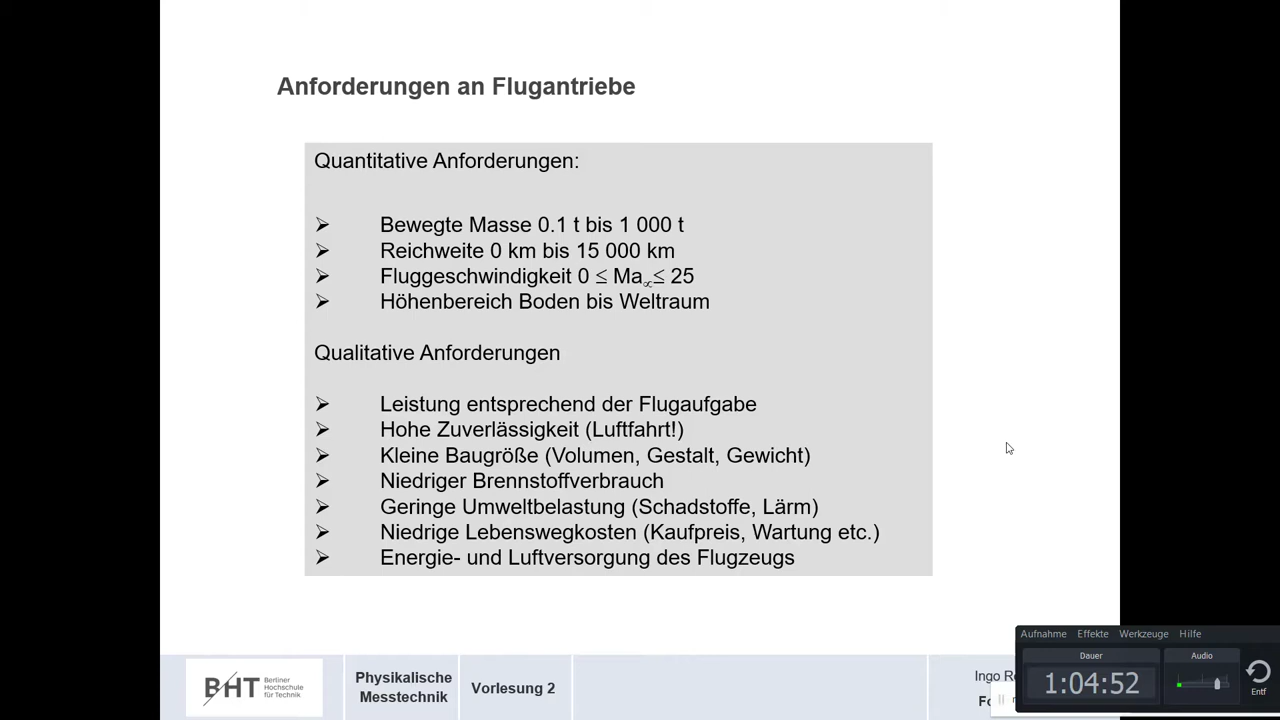 Anforderungen an Flugantriebe
Quantitative Anforderungen:
➢ Bewegte Masse 0.1 t bis 1 000 t
➢ Reichweite 0 km bis 15 000 km
➢ Fluggeschwindigkeit 0 ≤ Ma∝≤ 25
➢ Höhenbereich Boden bis Weltraum
Qualitative Anforderungen
➢ Leistung entsprechend der Flugaufgabe
➢ Hohe Zuverlässigkeit (Luftfahrt!)
➢ Kleine Baugröße (Volumen, Gestalt, Gewicht)
➢ Niedriger Brennstoffverbrauch
➢ Geringe Umweltbelastung (Schadstoffe, Lärm)
➢ Niedrige Lebenswegkosten (Kaufpreis, Wartung etc.)
➢ Energie- und Luftversorgung des Flugzeugs
BHT Berliner
Hochschule
für Technik
Physikalische
Messtechnik
Vorlesung 2
Ingo
Aufnahme Effekte Werkzeuge Hilfe
Dauer Audio
1:04:52
Entf